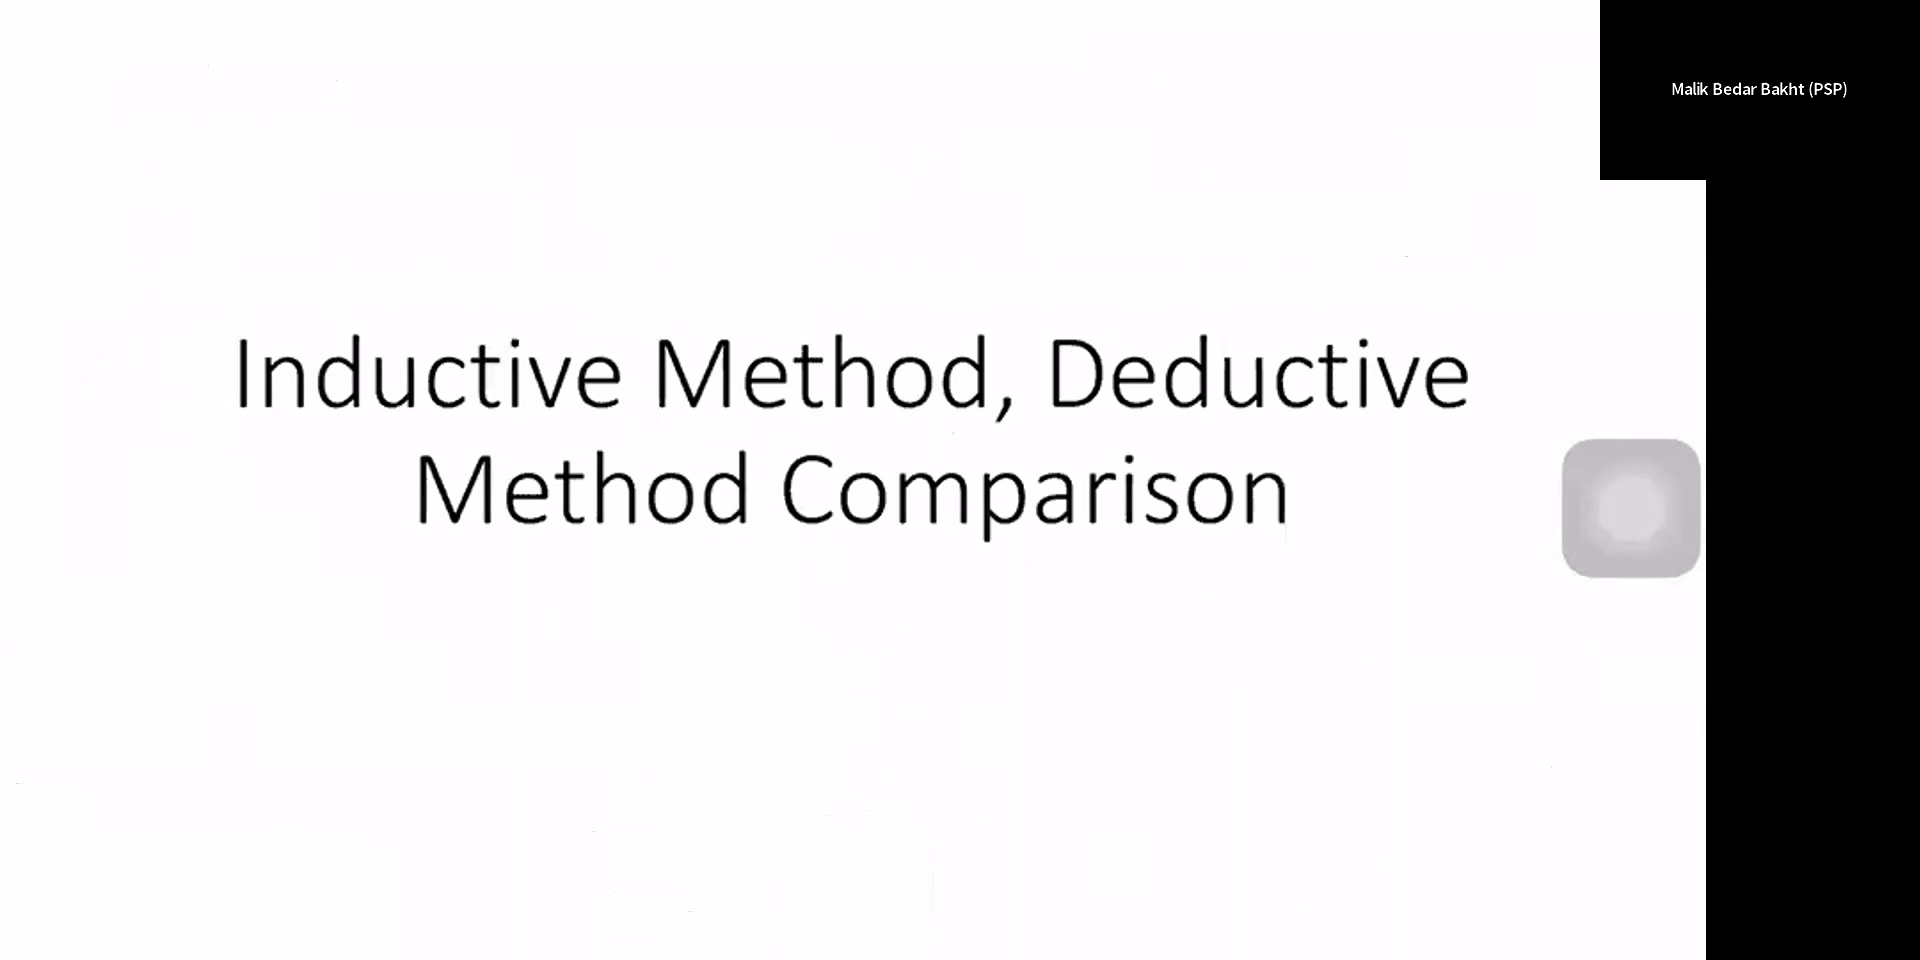 Malik Bedar Bakht (PSP)
Inductive Method, Deductive
Method Comparison